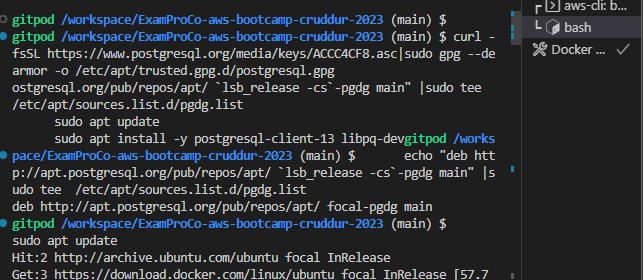 gitpod /workspace/ExamProCo-aws-bootcamp-cruddur-2023 (main) $
gitpod /workspace/ExamProCo-aws-bootcamp-cruddur-2023 (main) $ curl -
fsSL https://www.postgresql.org/media/keys/ACCC4CF8.asc|sudo gpg --de
armor -o /etc/apt/trusted.gpg.d/postgresql.gpg
ostgresql.org/pub/repos/apt/ `lsb_release -cs`-pgdg main" |sudo tee
/etc/apt/sources.list.d/pgdg.list
sudo apt update
sudo apt install -y postgresql-client-13 libpq-devgitpod /works
pace/ExamProCo-aws-bootcamp-cruddur-2023 (main) $ echo "deb htt
p://apt.postgresql.org/pub/repos/apt/ `lsb_release -cs`-pgdg main" |s
udo tee /etc/apt/sources.list.d/pgdg.list
deb http://apt.postgresql.org/pub/repos/apt/ focal-pgdg main
gitpod /workspace/ExamProCo-aws-bootcamp-cruddur-2023 (main) $
sudo apt update
Hit:2 http://archive.ubuntu.com/ubuntu focal InRelease
Get:3 https://download.docker.com/linux/ubuntu focal InRelease [57.7
aws-cli: b...
bash
Docker ...